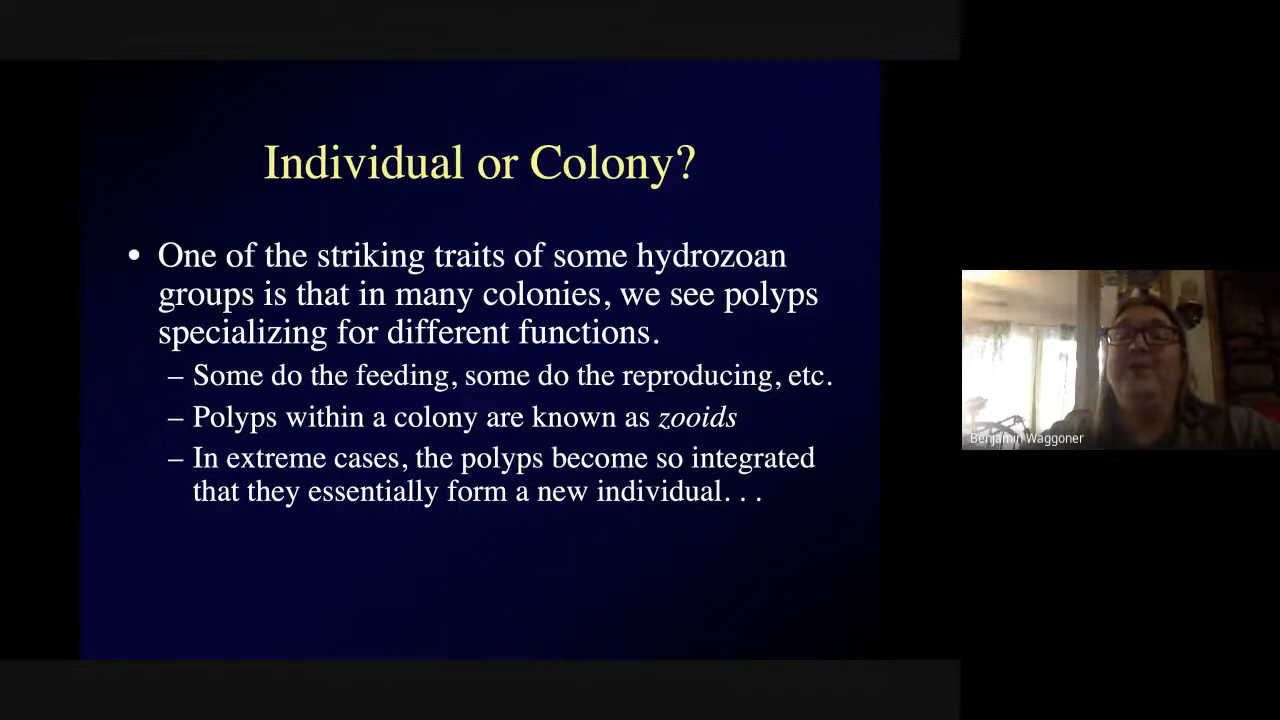 Individual or Colony?
• One of the striking traits of some hydrozoan
groups is that in many colonies, we see polyps
specializing for different functions.
– Some do the feeding, some do the reproducing, etc.
– Polyps within a colony are known as zooids
– In extreme cases, the polyps become so integrated
that they essentially form a new individual. . .
Benjamin Waggoner